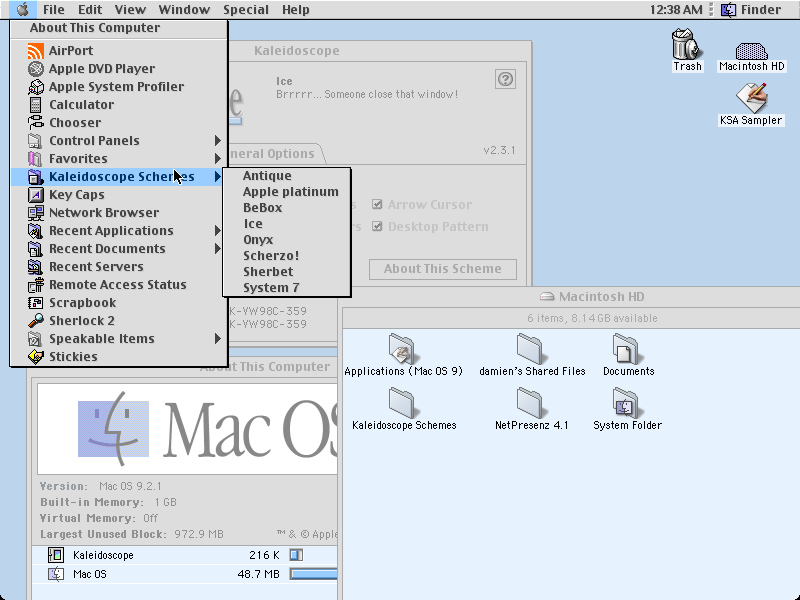 File Edit View Window Special Help 12:38 AM Finder
About This Computer
AirPort
Apple DVD Player
Apple System Profiler
Calculator
Chooser
Control Panels
Favorites
Kaleidoscope Schemes
Key Caps
Network Browser
Recent Applications
Recent Documents
Recent Servers
Remote Access Status
Scrapbook
Sherlock 2
Speakable Items
Stickies
Antique
Apple platinum
BeBox
Ice
Onyx
Scherzo!
Sherbet
System 7
Kaleidoscope
Ice
Brrrrr... Someone close that window!
neral Options
v2.3.1
Arrow Cursor
Desktop Pattern
About This Scheme
K-YW98C-359
K-YW98C-359
Trash
Macintosh HD
KSA Sampler
Macintosh HD
6 items, 8.14 GB available
Applications (Mac OS 9)
damien's Shared Files
Documents
Kaleidoscope Schemes
NetPresenz 4.1
System Folder
About This Computer
Mac OS
Version: Mac OS 9.2.1
Built-in Memory: 1 GB
Virtual Memory: Off
Largest Unused Block: 972.9 MB
™ & © Apple
Kaleidoscope 216 K
Mac OS 48.7 MB